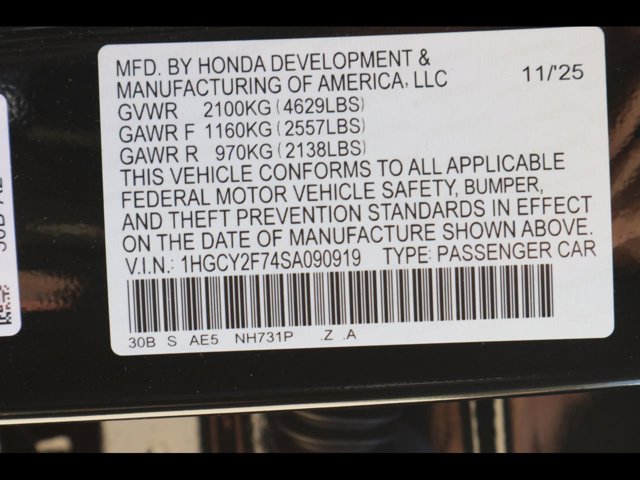 MFD. BY HONDA DEVELOPMENT &
MANUFACTURING OF AMERICA, LLC 11/'25
GVWR 2100KG (4629LBS)
GAWR F 1160KG (2557LBS)
GAWR R 970KG (2138LBS)
THIS VEHICLE CONFORMS TO ALL APPLICABLE
FEDERAL MOTOR VEHICLE SAFETY, BUMPER,
AND THEFT PREVENTION STANDARDS IN EFFECT
ON THE DATE OF MANUFACTURE SHOWN ABOVE.
V.I.N.: 1HGCY2F74SA090919 TYPE: PASSENGER CAR
30B S AE5 NH731P .Z .A